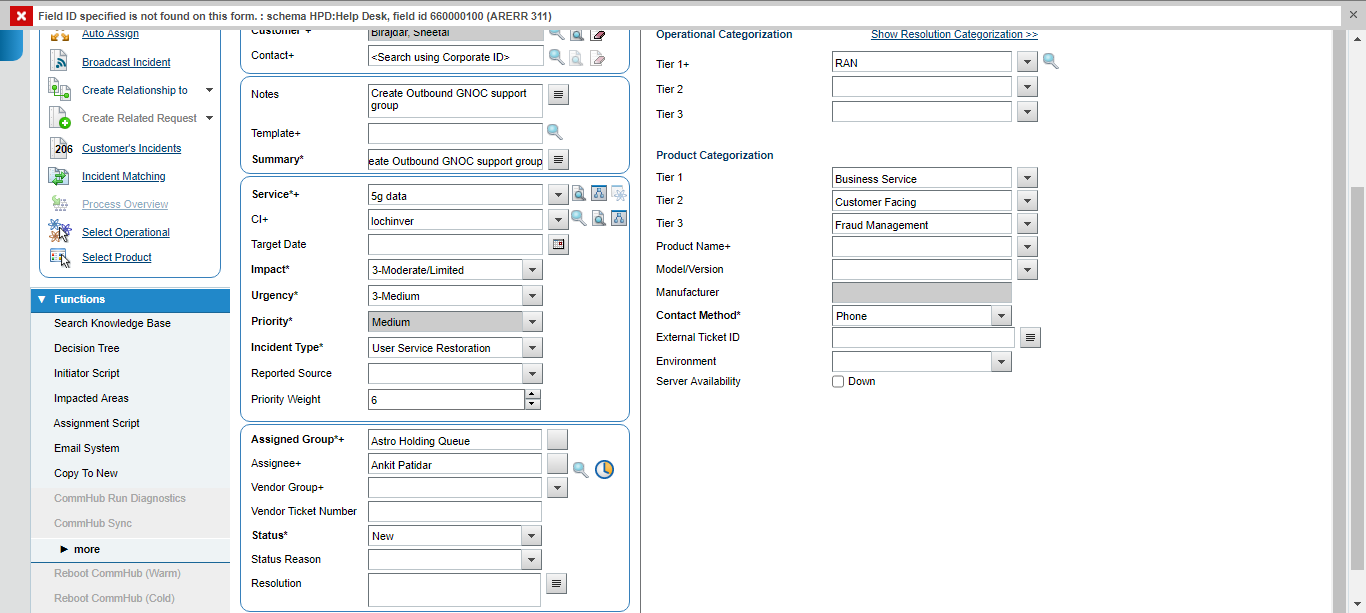 Field ID specified is not found on this form. : schema HPD:Help Desk, field id 660000100 (ARERR 311)
Auto Assign
Broadcast Incident
Create Relationship to
Create Related Request
206 Customer's Incidents
Incident Matching
Process Overview
Select Operational
Select Product
Functions
Search Knowledge Base
Decision Tree
Initiator Script
Impacted Areas
Assignment Script
Email System
Copy To New
CommHub Run Diagnostics
CommHub Sync
more
Reboot CommHub (Warm)
Reboot CommHub (Cold)
Customer*+ Birajdar, Sheetal
Contact+ <Search using Corporate ID>
Notes Create Outbound GNOC support
group
Template+
Summary* eate Outbound GNOC support group
Service*+ 5g data
CI+ lochinver
Target Date
Impact* 3-Moderate/Limited
Urgency* 3-Medium
Priority* Medium
Incident Type* User Service Restoration
Reported Source
Priority Weight 6
Assigned Group*+ Astro Holding Queue
Assignee+ Ankit Patidar
Vendor Group+
Vendor Ticket Number
Status* New
Status Reason
Resolution
Operational Categorization Show Resolution Categorization >>
Tier 1+ RAN
Tier 2
Tier 3
Product Categorization
Tier 1 Business Service
Tier 2 Customer Facing
Tier 3 Fraud Management
Product Name+
Model/Version
Manufacturer
Contact Method* Phone
External Ticket ID
Environment
Server Availability Down